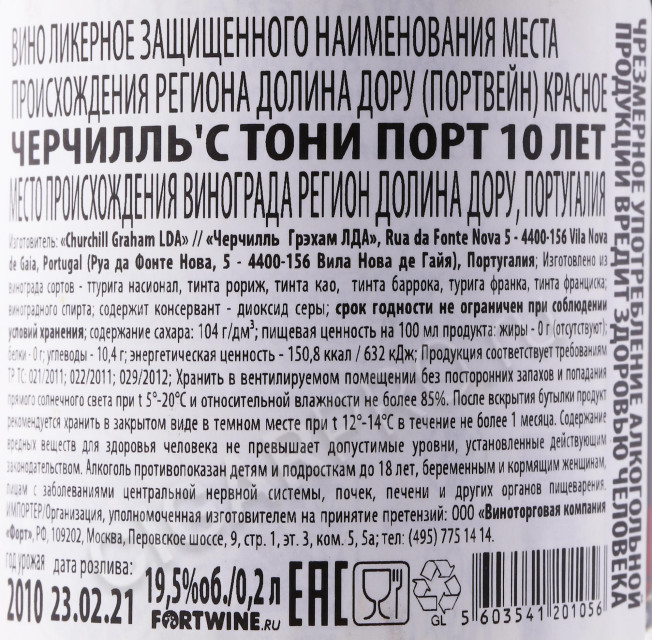 ВИНО ЛИКЕРНОЕ ЗАЩИЩЕННОГО НАИМЕНОВАНИЯ МЕСТА
ПРОИСХОЖДЕНИЯ РЕГИОНА ДОЛИНА ДОРУ (ПОРТВЕЙН) КРАСНОЕ
ЧЕРЧИЛЛЬ'С ТОНИ ПОРТ 10 ЛЕТ
МЕСТО ПРОИСХОЖДЕНИЯ ВИНОГРАДА РЕГИОН ДОЛИНА ДОРУ, ПОРТУГАЛИЯ
Изготовитель: «Churchill Graham LDA» // «Черчилль Грэхам ЛДА», Rua da Fonte Nova 5 - 4400-156 Vila Nova
de Gaia, Portugal (Руа да Фонте Нова, 5 - 4400-156 Вила Нова де Гайя), Португалия; Изготовлено из
винограда сортов - ттурига насионал, тинта рориж, тинта као, тинта баррока, турига франка, тинта франциска;
виноградного спирта; содержит консервант - диоксид серы; срок годности не ограничен при соблюдении
условий хранения; содержание сахара: 104 г/дм³; пищевая ценность на 100 мл продукта: жиры - 0 г (отсутствуют);
белки - 0 г; углеводы - 10,4 г; энергетическая ценность - 150,8 ккал / 632 кДж; Продукция соответствует требованиям
ТР ТС: 021/2011; 022/2011; 029/2012; Хранить в вентилируемом помещении без посторонних запахов и попадания
прямого солнечного света при t 5°-20°С и относительной влажности не более 85%. После вскрытия бутылки продукт
рекомендуется хранить в закрытом виде в темном месте при t 12°-14°С в течение не более 1 месяца. Содержание
вредных веществ для здоровья человека не превышает допустимые уровни, установленные действующим
законодательством. Алкоголь противопоказан детям и подросткам до 18 лет, беременным и кормящим женщинам,
лицам с заболеваниями центральной нервной системы, почек, печени и других органов пищеварения.
ИМПОРТЕР/Организация, уполномоченная изготовителем на принятие претензий: ООО «Виноторговая компания
«Форт», РФ, 109202, Москва, Перовское шоссе, 9, стр. 1, эт. 3, ком. 5, 5а; тел: (495) 775 14 14.
год урожая дата розлива:
2010 23.02.21 19,5%об./0,2 л
FORTWINE.RU
EAC
GL
5 603541 201056
ЧРЕЗМЕРНОЕ УПОТРЕБЛЕНИЕ АЛКОГОЛЬНОЙ
ПРОДУКЦИИ ВРЕДИТ ЗДОРОВЬЮ ЧЕЛОВЕКА